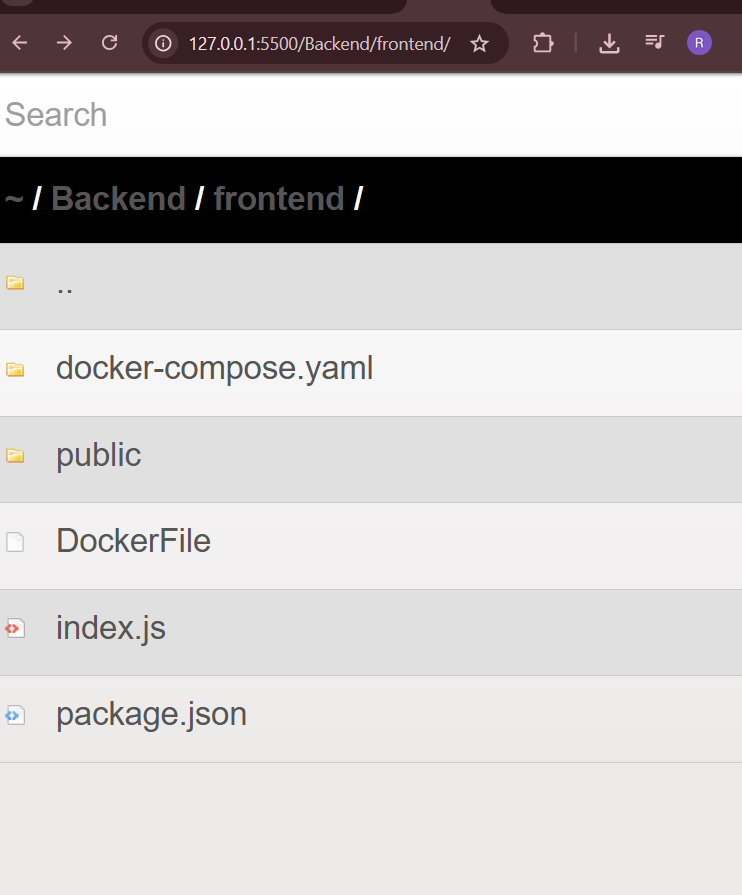 127.0.0.1:5500/Backend/frontend/
R
Search
~ / Backend / frontend /
..
docker-compose.yaml
public
DockerFile
index.js
package.json